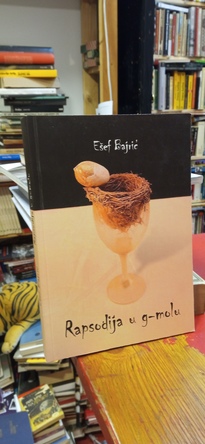 Ešef Bajrić
Rapsodija u g-molu